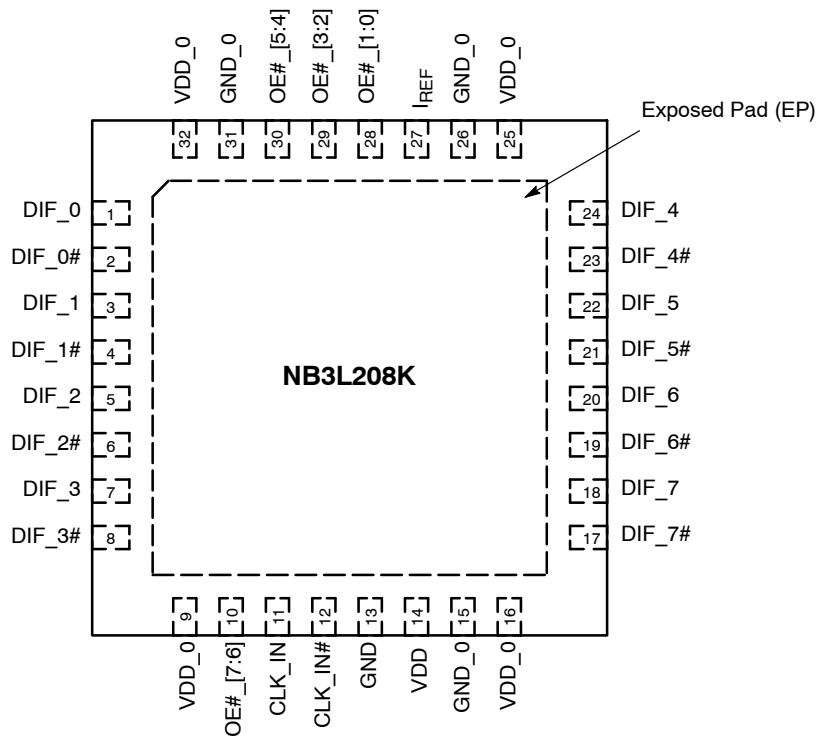 VDD_0
GND_0
OE#_[5:4]
OE#_[3:2]
OE#_[1:0]
IREF
GND_0
VDD_0
32
31
30
29
28
27
26
25
Exposed Pad (EP)
DIF_0 1
DIF_0# 2
DIF_1 3
DIF_1# 4
DIF_2 5
DIF_2# 6
DIF_3 7
DIF_3# 8
NB3L208K
24 DIF_4
23 DIF_4#
22 DIF_5
21 DIF_5#
20 DIF_6
19 DIF_6#
18 DIF_7
17 DIF_7#
9
10
11
12
13
14
15
16
VDD_0
OE#_[7:6]
CLK_IN
CLK_IN#
GND
VDD
GND_0
VDD_0